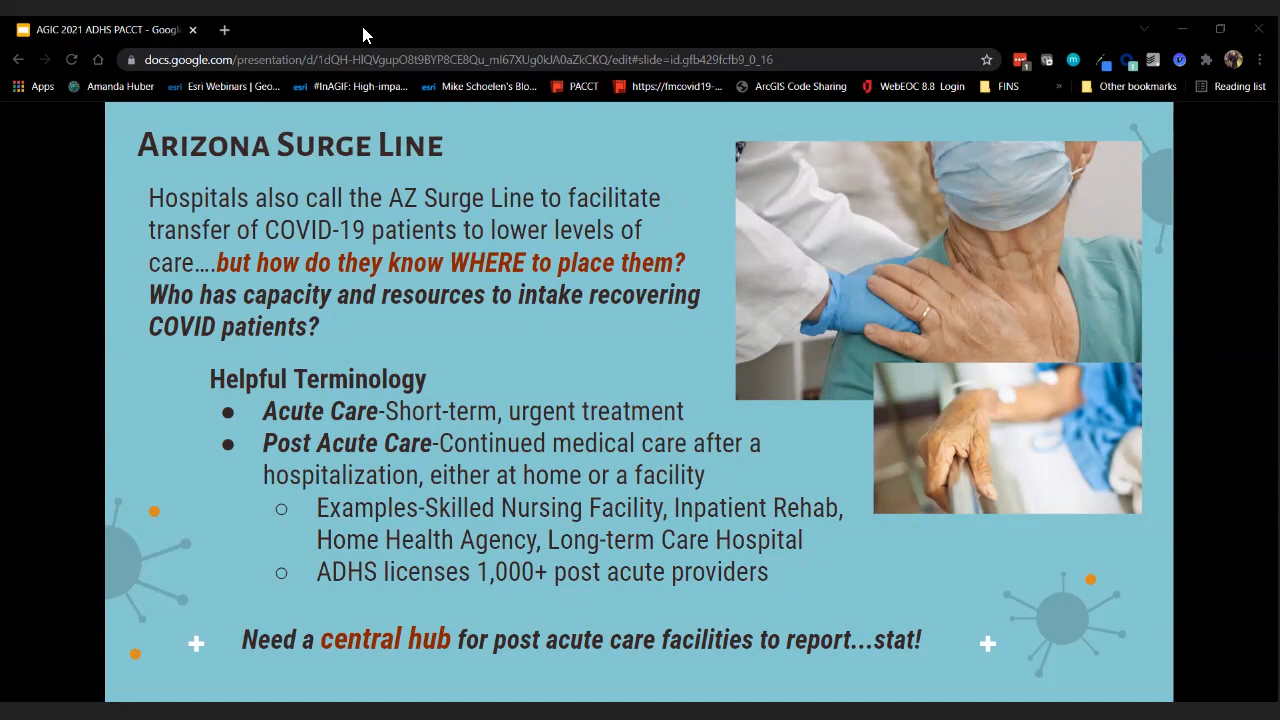 AGIC 2021 ADHS PACCT - Googl
docs.google.com/presentation/d/1dQH-HlQVgupO8t9BYP8CE8Qu_mI67XUg0kJA0aZkCKQ/edit#slide=id.gfb429fcfb9_0_16
Apps Amanda Huber Esri Webinars | Geo... #InAGIF: High-impa... Mike Schoelen's Blo... PACCT https://fmcovid19-... ArcGIS Code Sharing WebEOC 8.8 Login FINS » Other bookmarks Reading list
ARIZONA SURGE LINE
Hospitals also call the AZ Surge Line to facilitate
transfer of COVID-19 patients to lower levels of
care….but how do they know WHERE to place them?
Who has capacity and resources to intake recovering
COVID patients?
Helpful Terminology
● Acute Care-Short-term, urgent treatment
● Post Acute Care-Continued medical care after a
hospitalization, either at home or a facility
○ Examples-Skilled Nursing Facility, Inpatient Rehab,
Home Health Agency, Long-term Care Hospital
○ ADHS licenses 1,000+ post acute providers
Need a central hub for post acute care facilities to report...stat!